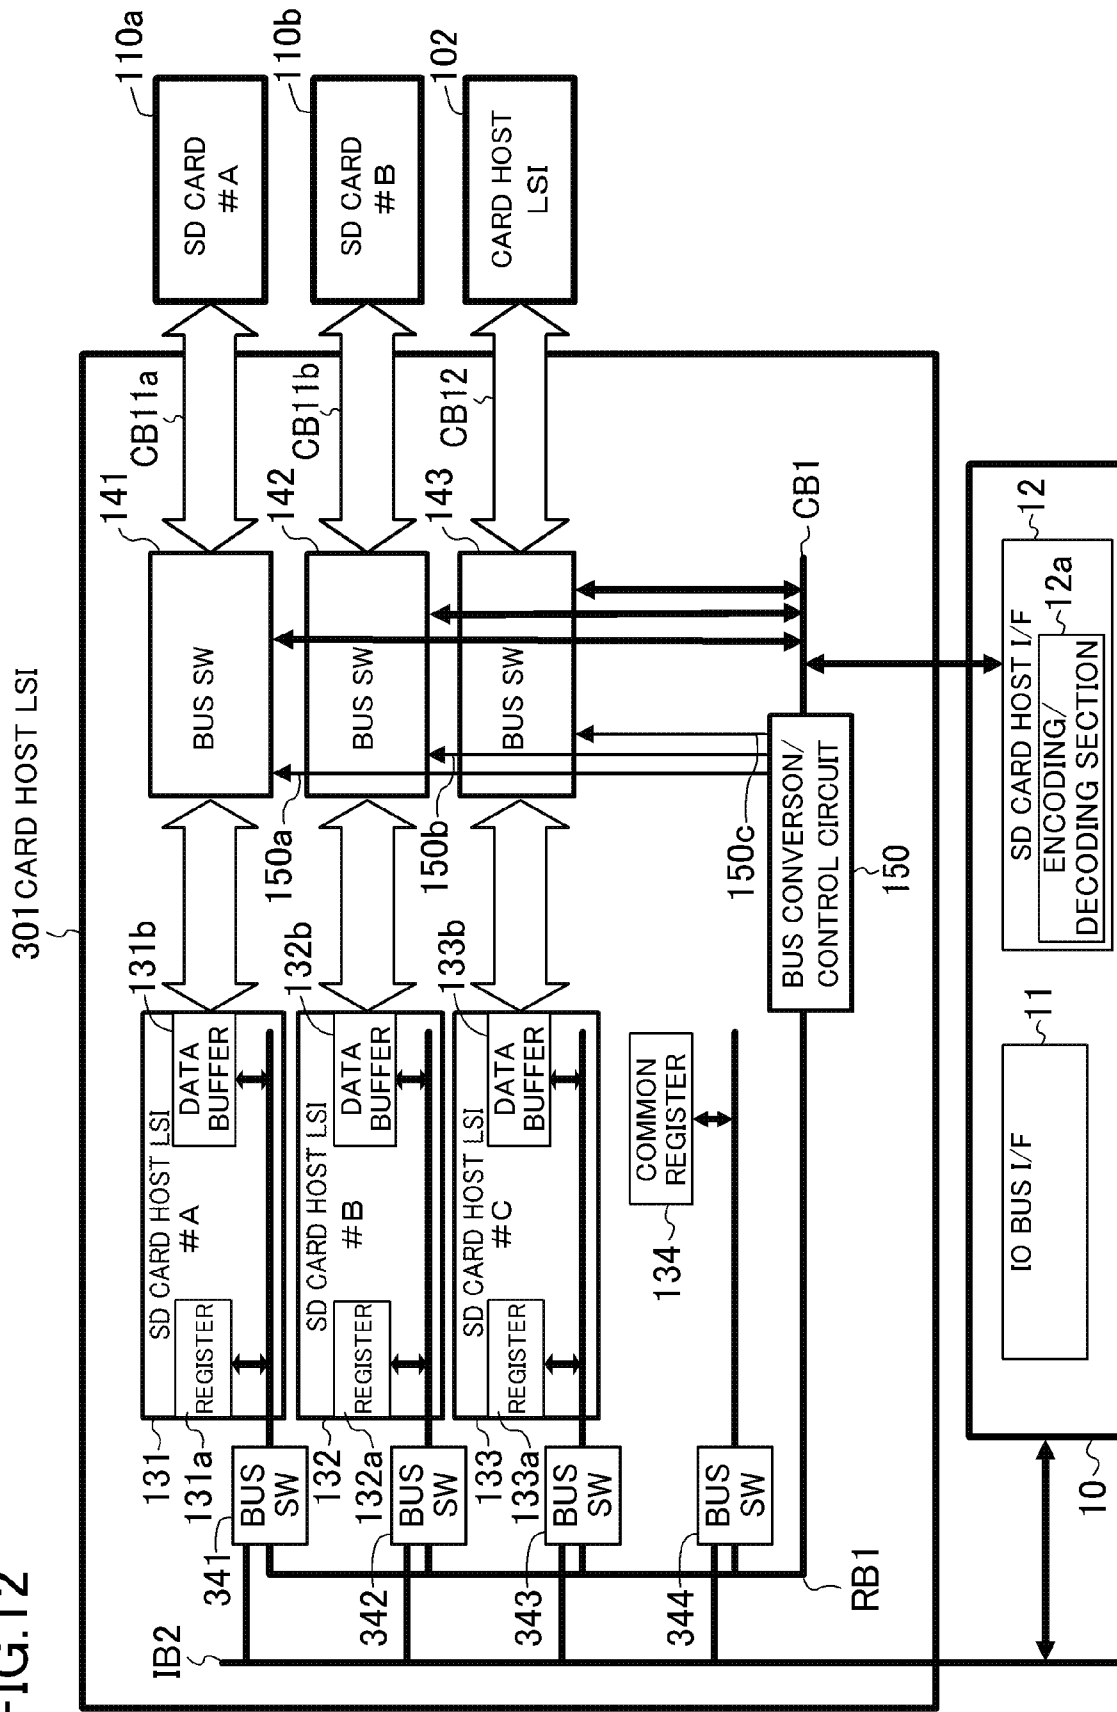 FIG.12
301 CARD HOST LSI
110a
SD CARD
#A
110b
SD CARD
#B
102
CARD HOST
LSI
CB11a
CB11b
CB12
141
BUS SW
142
BUS SW
143
BUS SW
150a
150b
150c
CB1
BUS CONVERSON/
CONTROL CIRCUIT
150
131b
DATA
BUFFER
SD CARD HOST LSI
#A
REGISTER
131
131a
132b
DATA
BUFFER
SD CARD HOST LSI
#B
REGISTER
132
132a
133b
DATA
BUFFER
SD CARD HOST LSI
#C
REGISTER
133
133a
COMMON
REGISTER
134
BUS
SW
341
BUS
SW
342
BUS
SW
343
BUS
SW
344
IB2
RB1
12
SD CARD HOST I/F
12a
ENCODING/
DECODING SECTION
11
IO BUS I/F
10